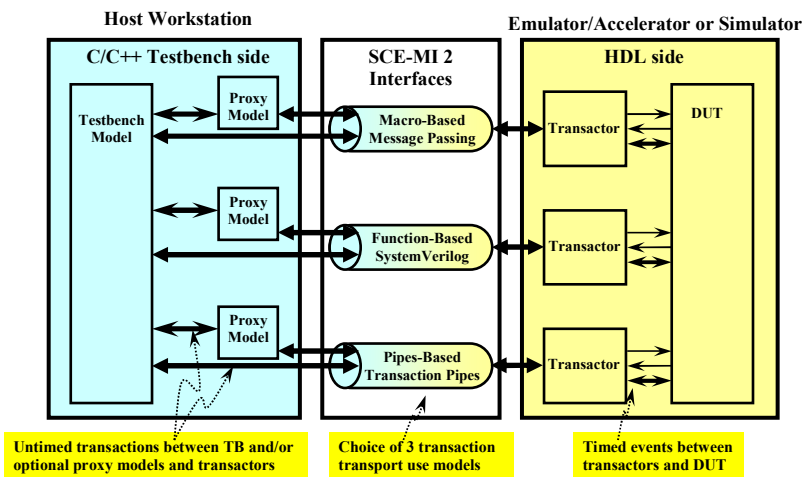 Host Workstation
Emulator/Accelerator or Simulator
C/C++ Testbench side
SCE-MI 2
Interfaces
HDL side
Testbench
Model
Proxy
Model
Macro-Based
Message Passing
Transactor
DUT
Proxy
Model
Function-Based
SystemVerilog
Transactor
Proxy
Model
Pipes-Based
Transaction Pipes
Transactor
Untimed transactions between TB and/or
optional proxy models and transactors
Choice of 3 transaction
transport use models
Timed events between
transactors and DUT